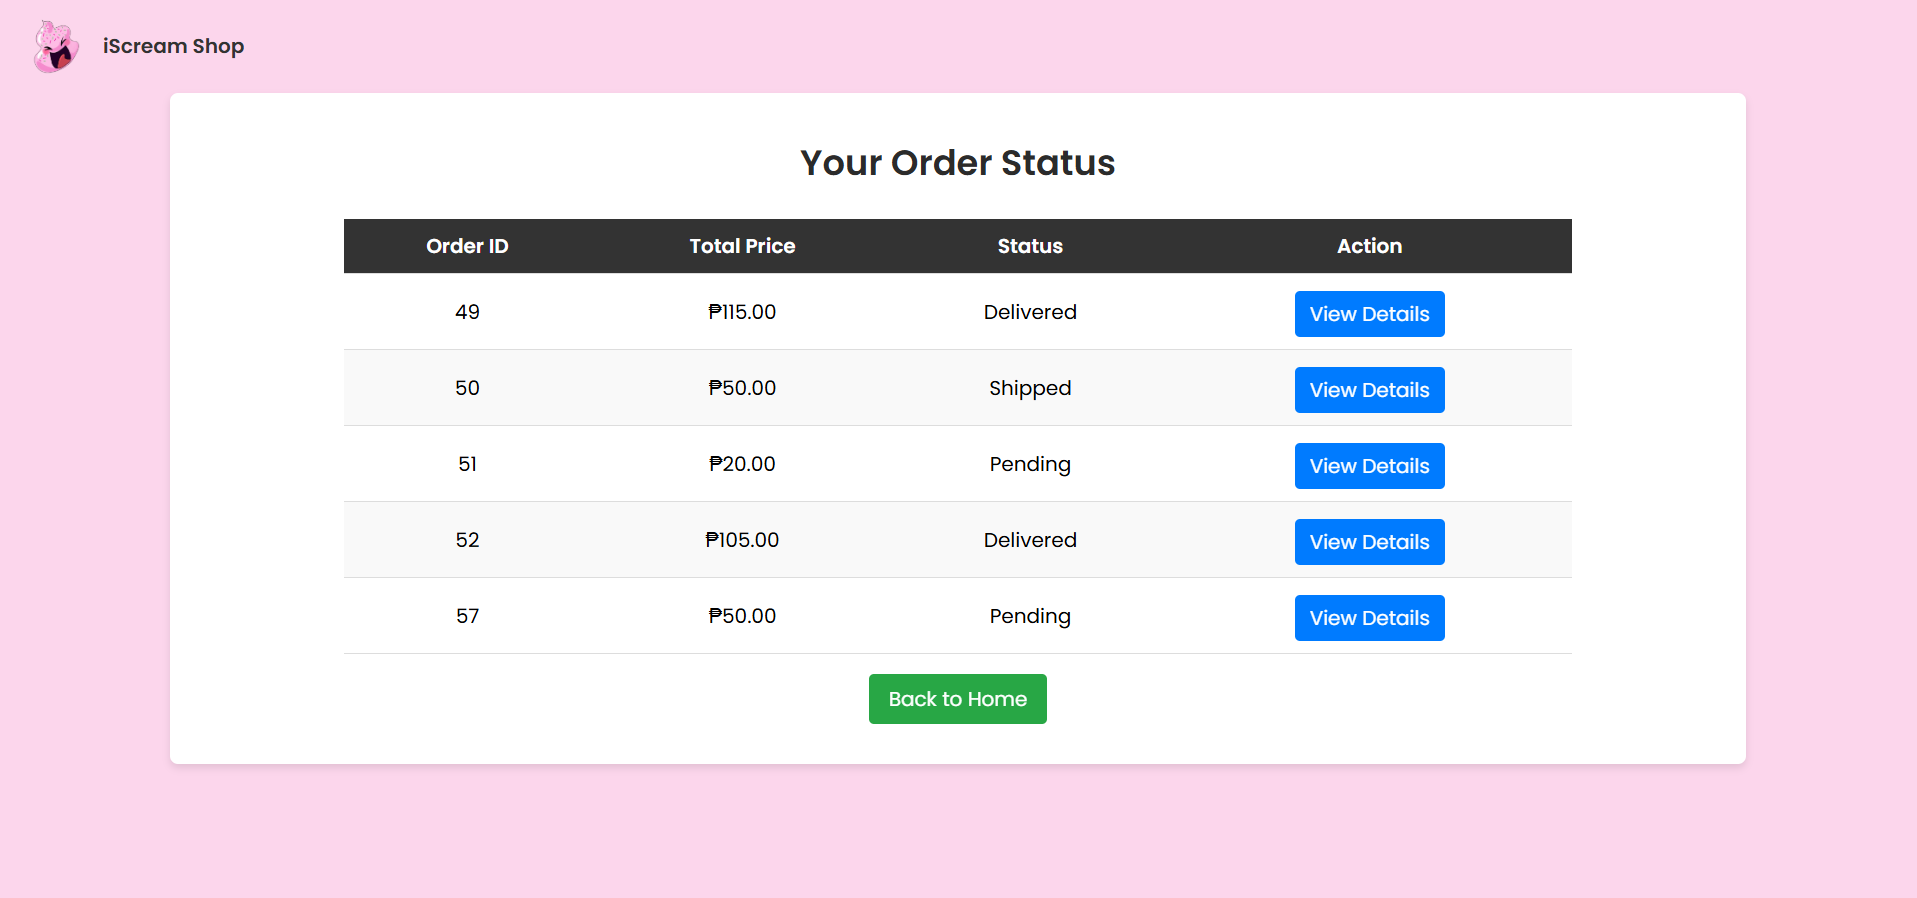 iScream Shop
Your Order Status
Order ID Total Price Status Action
49 ₱115.00 Delivered View Details
50 ₱50.00 Shipped View Details
51 ₱20.00 Pending View Details
52 ₱105.00 Delivered View Details
57 ₱50.00 Pending View Details
Back to Home